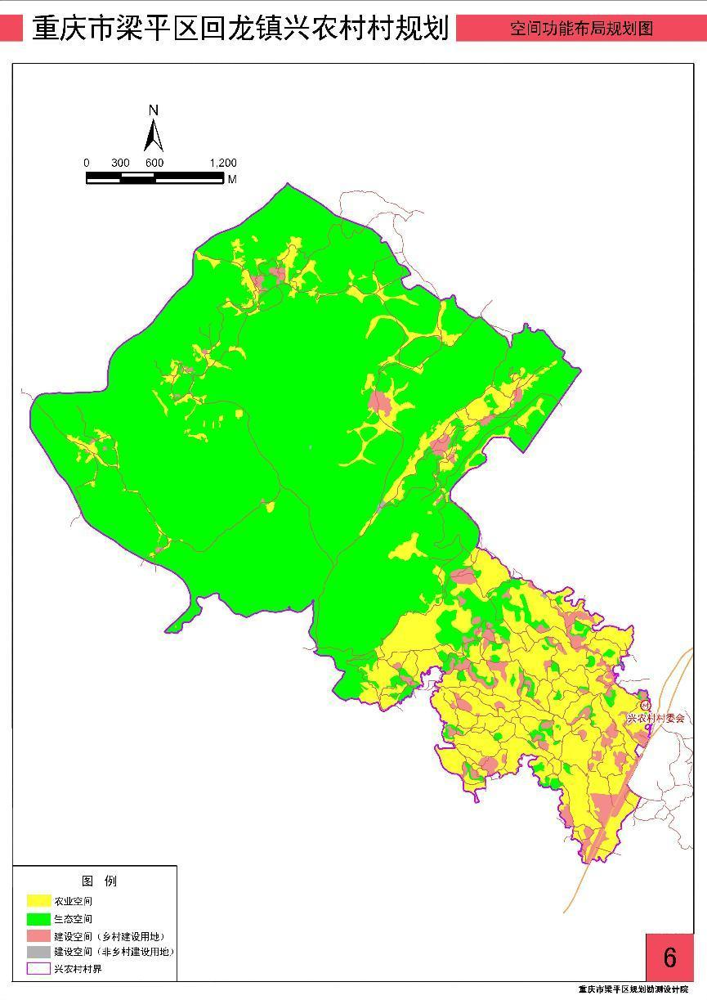 重庆市梁平区回龙镇兴农村村规划
空间功能布局规划图
N
0 300 600 1,200
M
兴农村村委会
图 例
农业空间
生态空间
建设空间（乡村建设用地）
建设空间（非乡村建设用地）
兴农村村界
6
重庆市梁平区规划勘测设计院